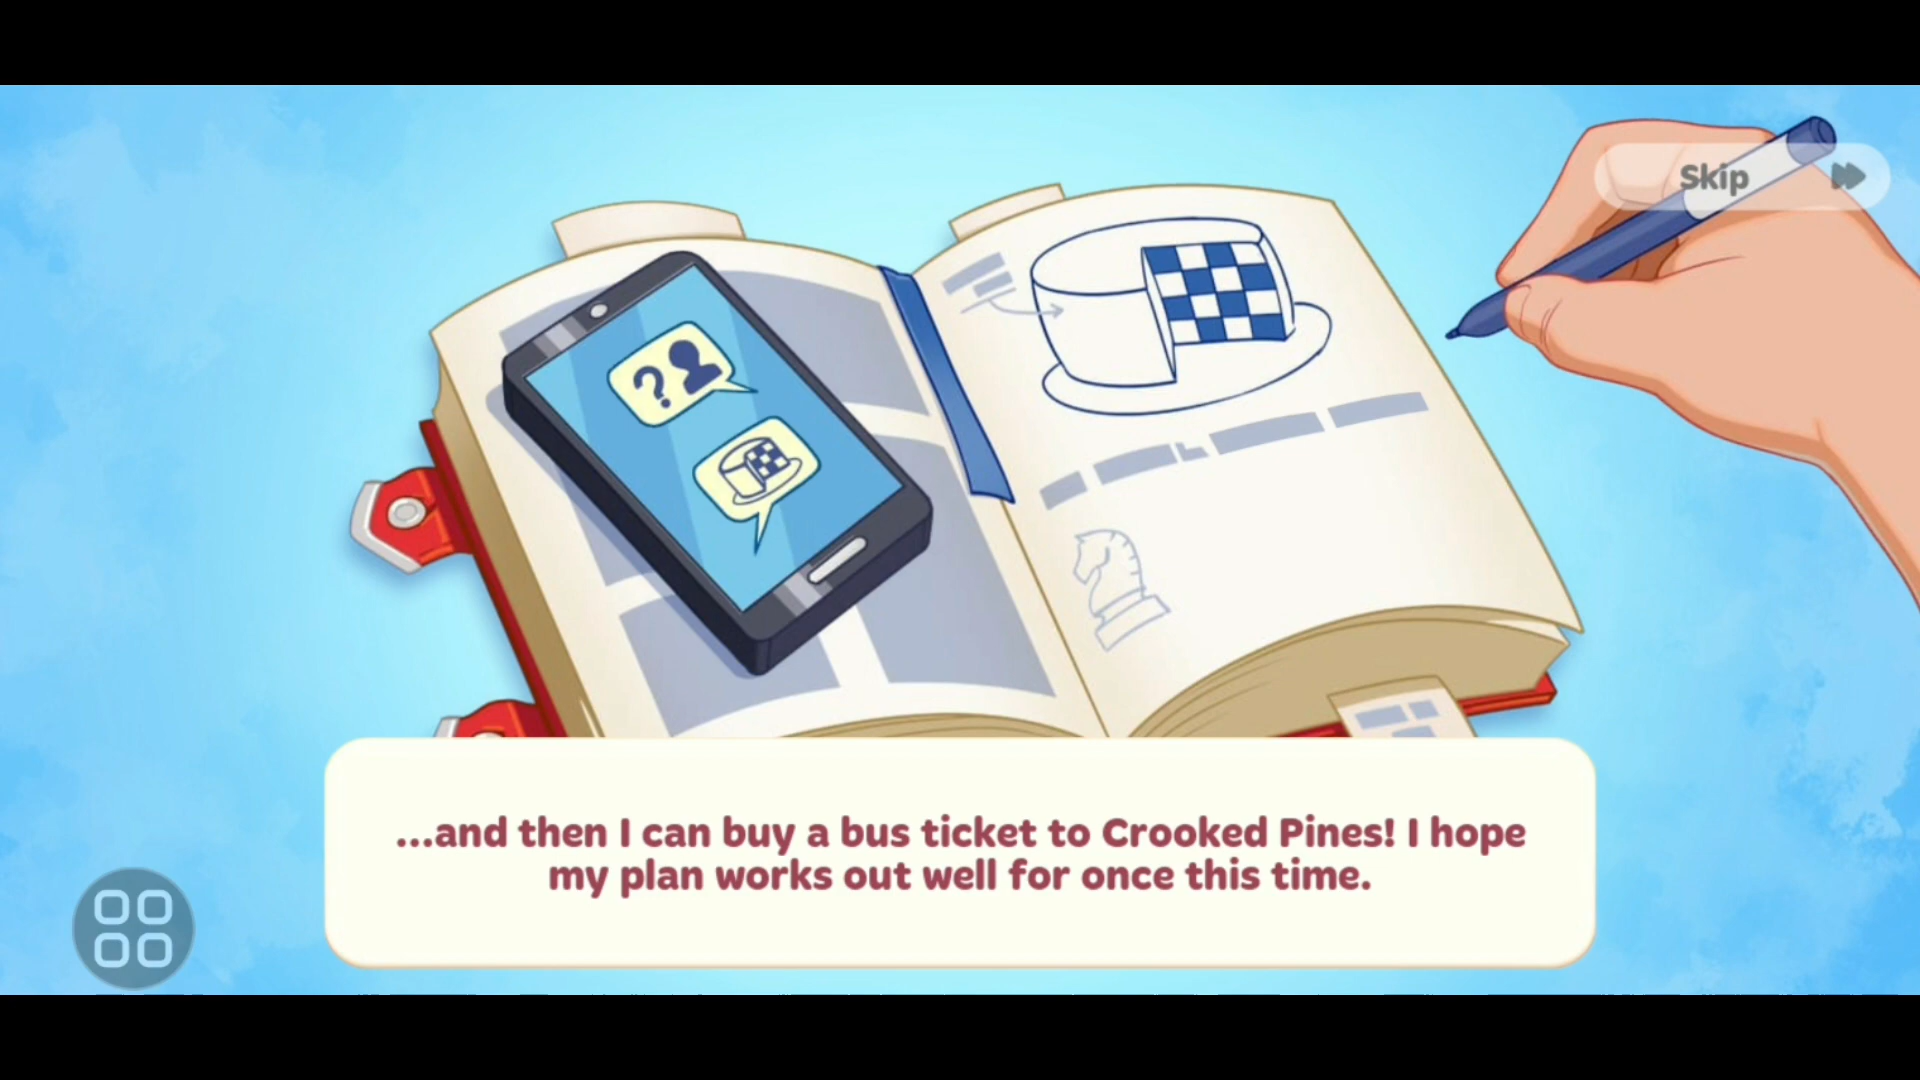 Skip
?
...and then I can buy a bus ticket to Crooked Pines! I hope
my plan works out well for once this time.